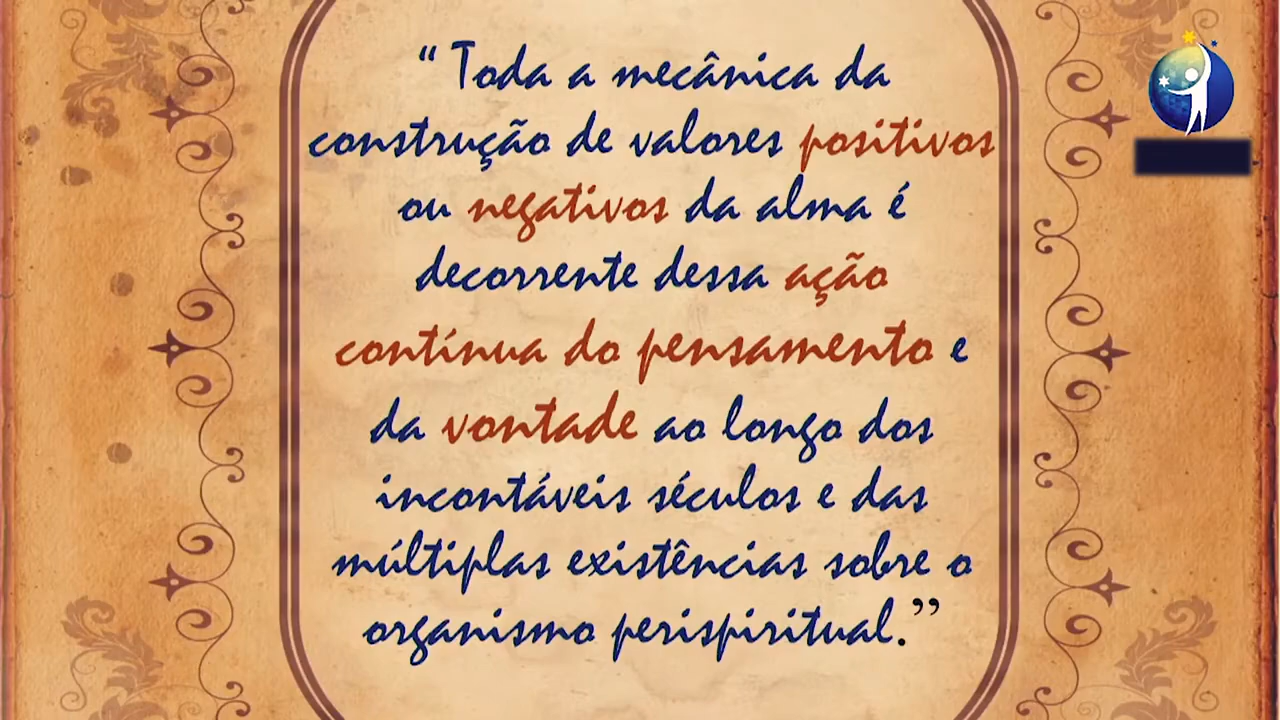 “Toda a mecânica da
construção de valores positivos
ou negativos da alma é
decorrente dessa ação
contínua do pensamento e
da vontade ao longo dos
incontáveis séculos e das
múltiplas existências sobre o
organismo perispiritual.”